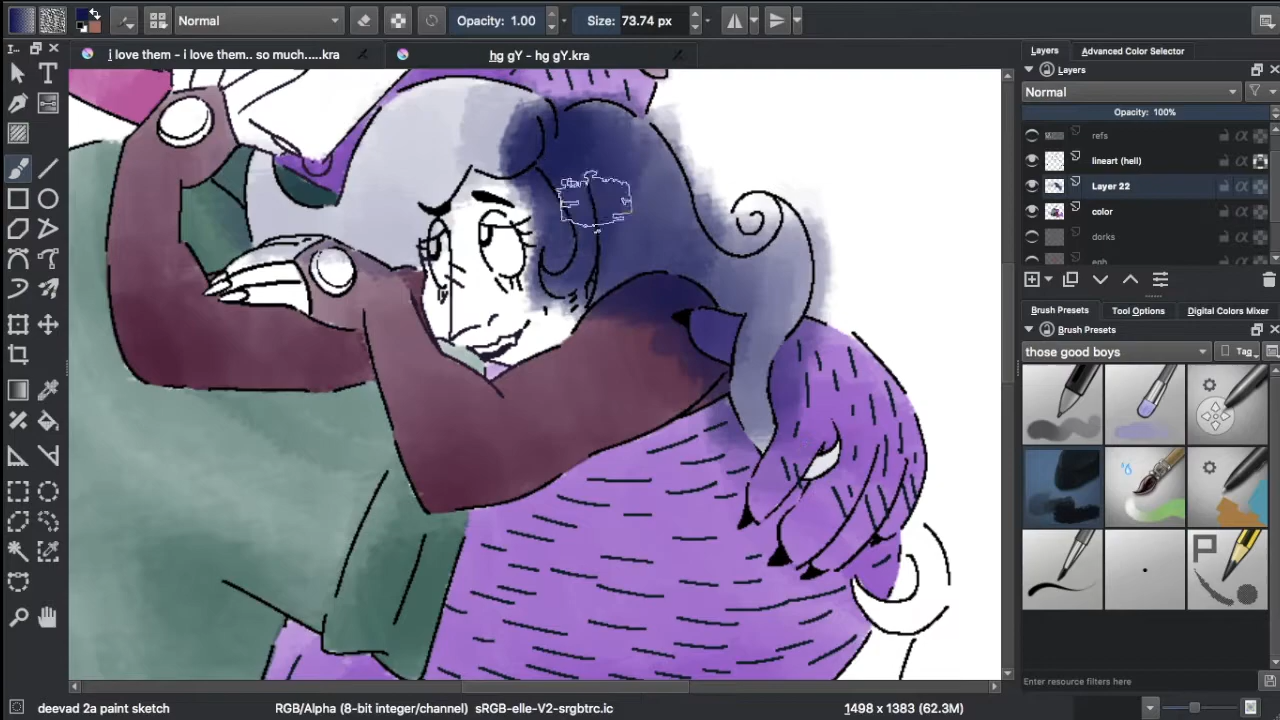 Normal
Opacity: 1.00
Size: 73.74 px
I...
i love them - i love them.. so much.....kra
hg gY - hg gY.kra
Layers
Advanced Color Selector
Layers
Normal
Opacity: 100%
refs
lineart (hell)
Layer 22
color
dorks
Brush Presets
Tool Options
Digital Colors Mixer
Brush Presets
those good boys
Tag
Enter resource filters here
deevad 2a paint sketch
RGB/Alpha (8-bit integer/channel) sRGB-elle-V2-srgbtrc.ic
1498 x 1383 (62.3M)